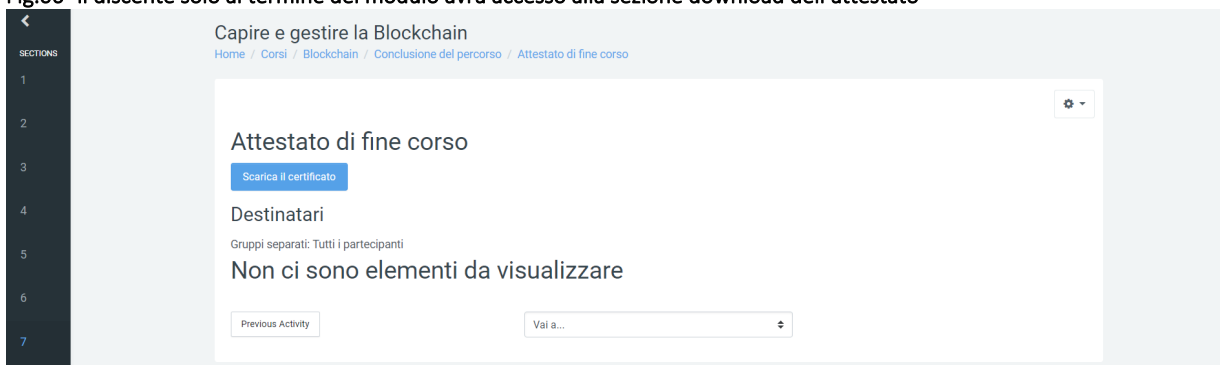 Fig.66- Il discente solo al termine del modulo avrà accesso alla sezione download dell'attestato
SECTIONS
1
2
3
4
5
6
7
Capire e gestire la Blockchain
Home / Corsi / Blockchain / Conclusione del percorso / Attestato di fine corso
Attestato di fine corso
Scarica il certificato
Destinatari
Gruppi separati: Tutti i partecipanti
Non ci sono elementi da visualizzare
Previous Activity
Vai a...